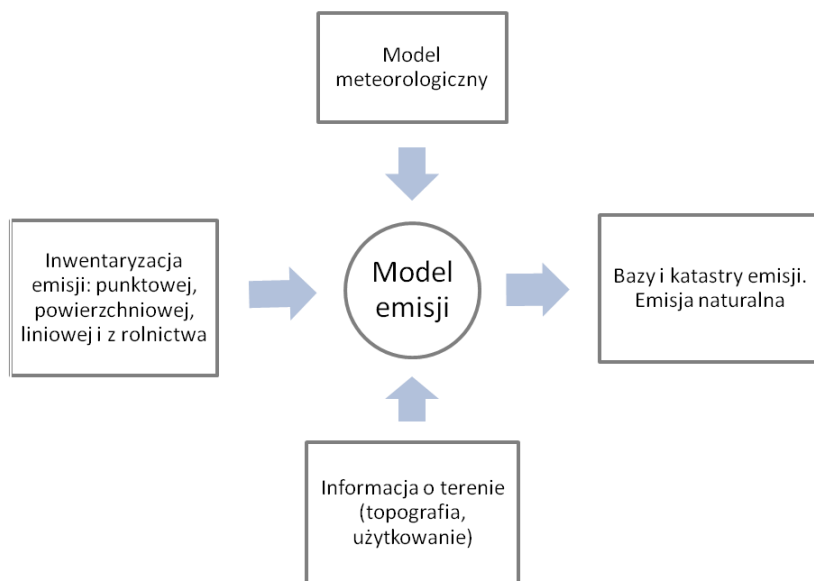 Model
meteorologiczny
Inwentaryzacja
emisji: punktowej,
powierzchniowej,
liniowej i z rolnictwa
Model
emisji
Bazy i katastry emisji.
Emisja naturalna
Informacja o terenie
(topografia,
użytkowanie)